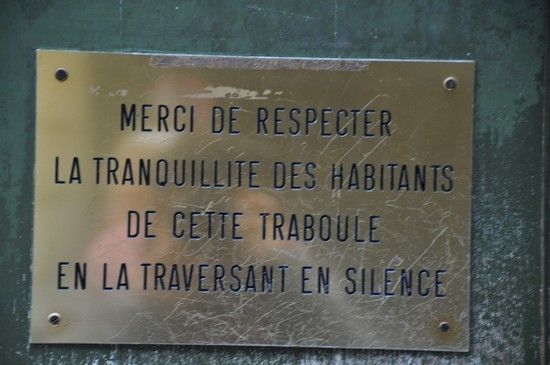 MERCI DE RESPECTER
LA TRANQUILLITE DES HABITANTS
DE CETTE TRABOULE
EN LA TRAVERSANT EN SILENCE